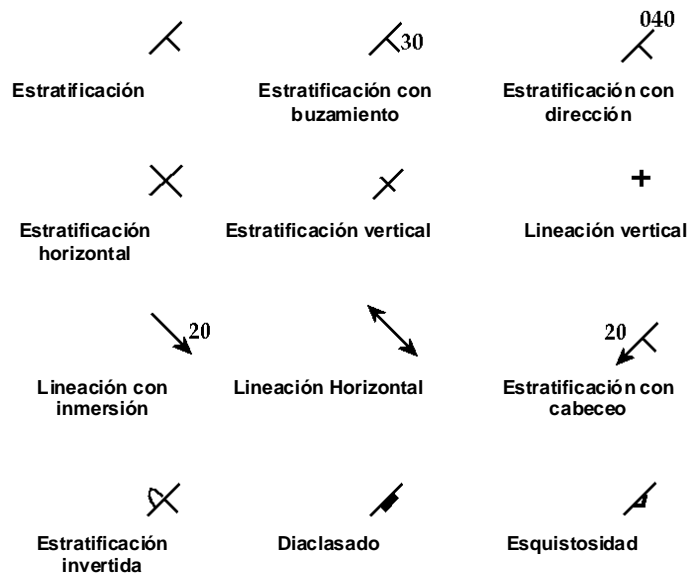 30
040
Estratificación
Estratificación con
buzamiento
Estratificación con
dirección
Estratificación
horizontal
Estratificación vertical
Lineación vertical
20
20
Lineación con
inmersión
Lineación Horizontal
Estratificación con
cabeceo
Estratificación
invertida
Diaclasado
Esquistosidad